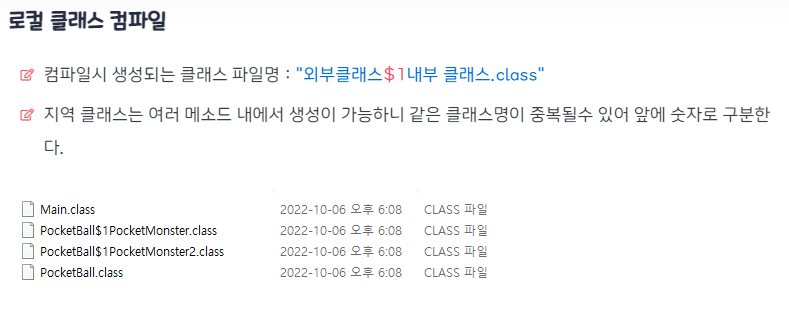 로컬 클래스 컴파일
컴파일시 생성되는 클래스 파일명 : "외부클래스$1내부 클래스.class"
지역 클래스는 여러 메소드 내에서 생성이 가능하니 같은 클래스명이 중복될수 있어 앞에 숫자로 구분한
다.
Main.class 2022-10-06 오후 6:08 CLASS 파일
PocketBall$1PocketMonster.class 2022-10-06 오후 6:08 CLASS 파일
PocketBall$1PocketMonster2.class 2022-10-06 오후 6:08 CLASS 파일
PocketBall.class 2022-10-06 오후 6:08 CLASS 파일